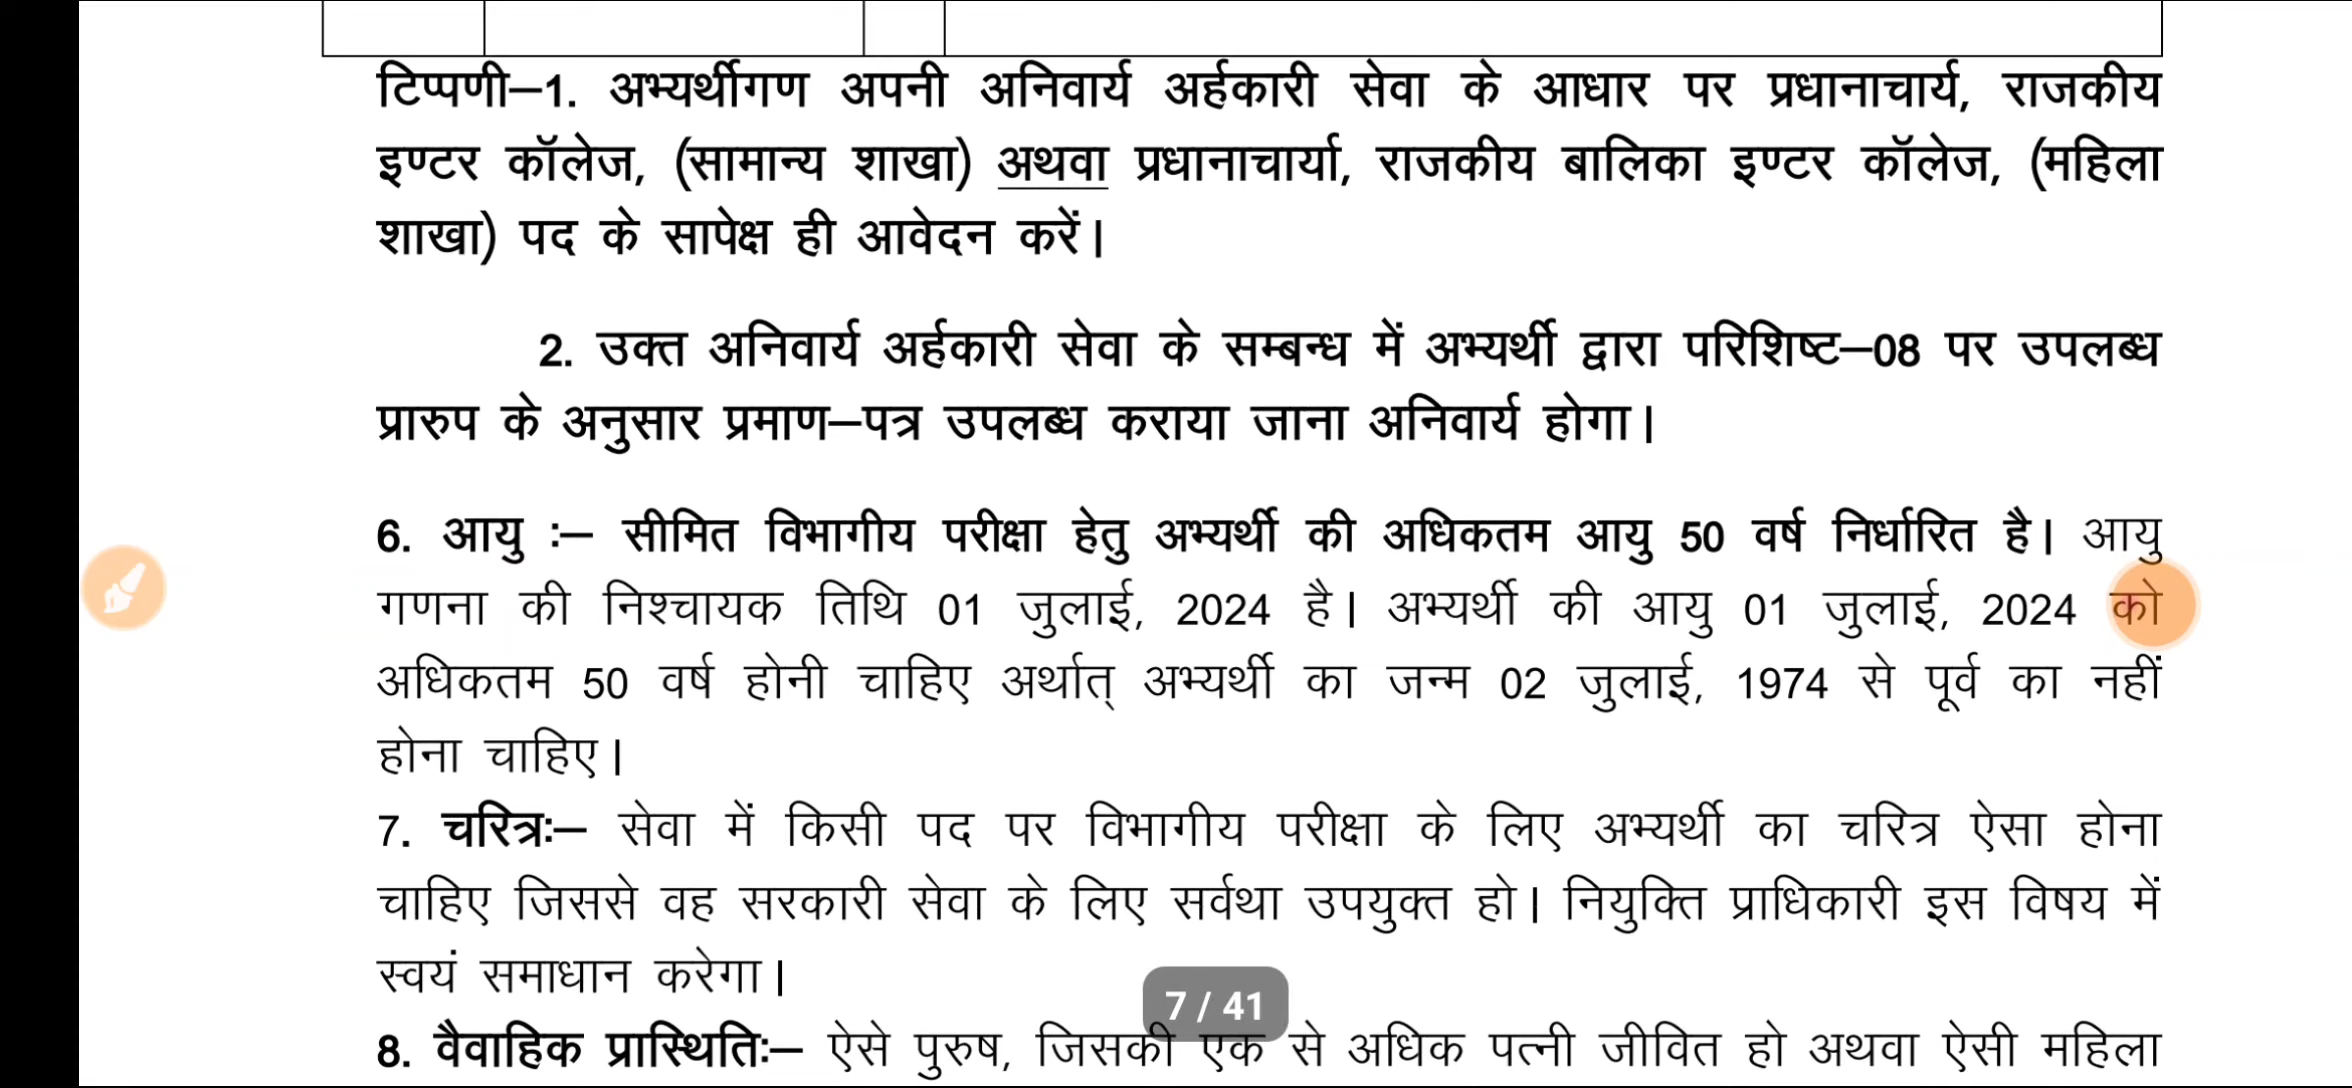 टिप्पणी–1. अभ्यर्थीगण अपनी अनिवार्य अर्हकारी सेवा के आधार पर प्रधानाचार्य, राजकीय
इण्टर कॉलेज, (सामान्य शाखा) अथवा प्रधानाचार्या, राजकीय बालिका इण्टर कॉलेज, (महिला
शाखा) पद के सापेक्ष ही आवेदन करें।
2. उक्त अनिवार्य अर्हकारी सेवा के सम्बन्ध में अभ्यर्थी द्वारा परिशिष्ट–08 पर उपलब्ध
प्रारुप के अनुसार प्रमाण–पत्र उपलब्ध कराया जाना अनिवार्य होगा।
6. आयु :– सीमित विभागीय परीक्षा हेतु अभ्यर्थी की अधिकतम आयु 50 वर्ष निर्धारित है। आयु
गणना की निश्चायक तिथि 01 जुलाई, 2024 है। अभ्यर्थी की आयु 01 जुलाई, 2024 को
अधिकतम 50 वर्ष होनी चाहिए अर्थात् अभ्यर्थी का जन्म 02 जुलाई, 1974 से पूर्व का नहीं
होना चाहिए।
7. चरित्रः– सेवा में किसी पद पर विभागीय परीक्षा के लिए अभ्यर्थी का चरित्र ऐसा होना
चाहिए जिससे वह सरकारी सेवा के लिए सर्वथा उपयुक्त हो। नियुक्ति प्राधिकारी इस विषय में
स्वयं समाधान करेगा।
7 / 41
8. वैवाहिक प्रास्थितिः– ऐसे पुरुष, जिसकी एक से अधिक पत्नी जीवित हो अथवा ऐसी महिला